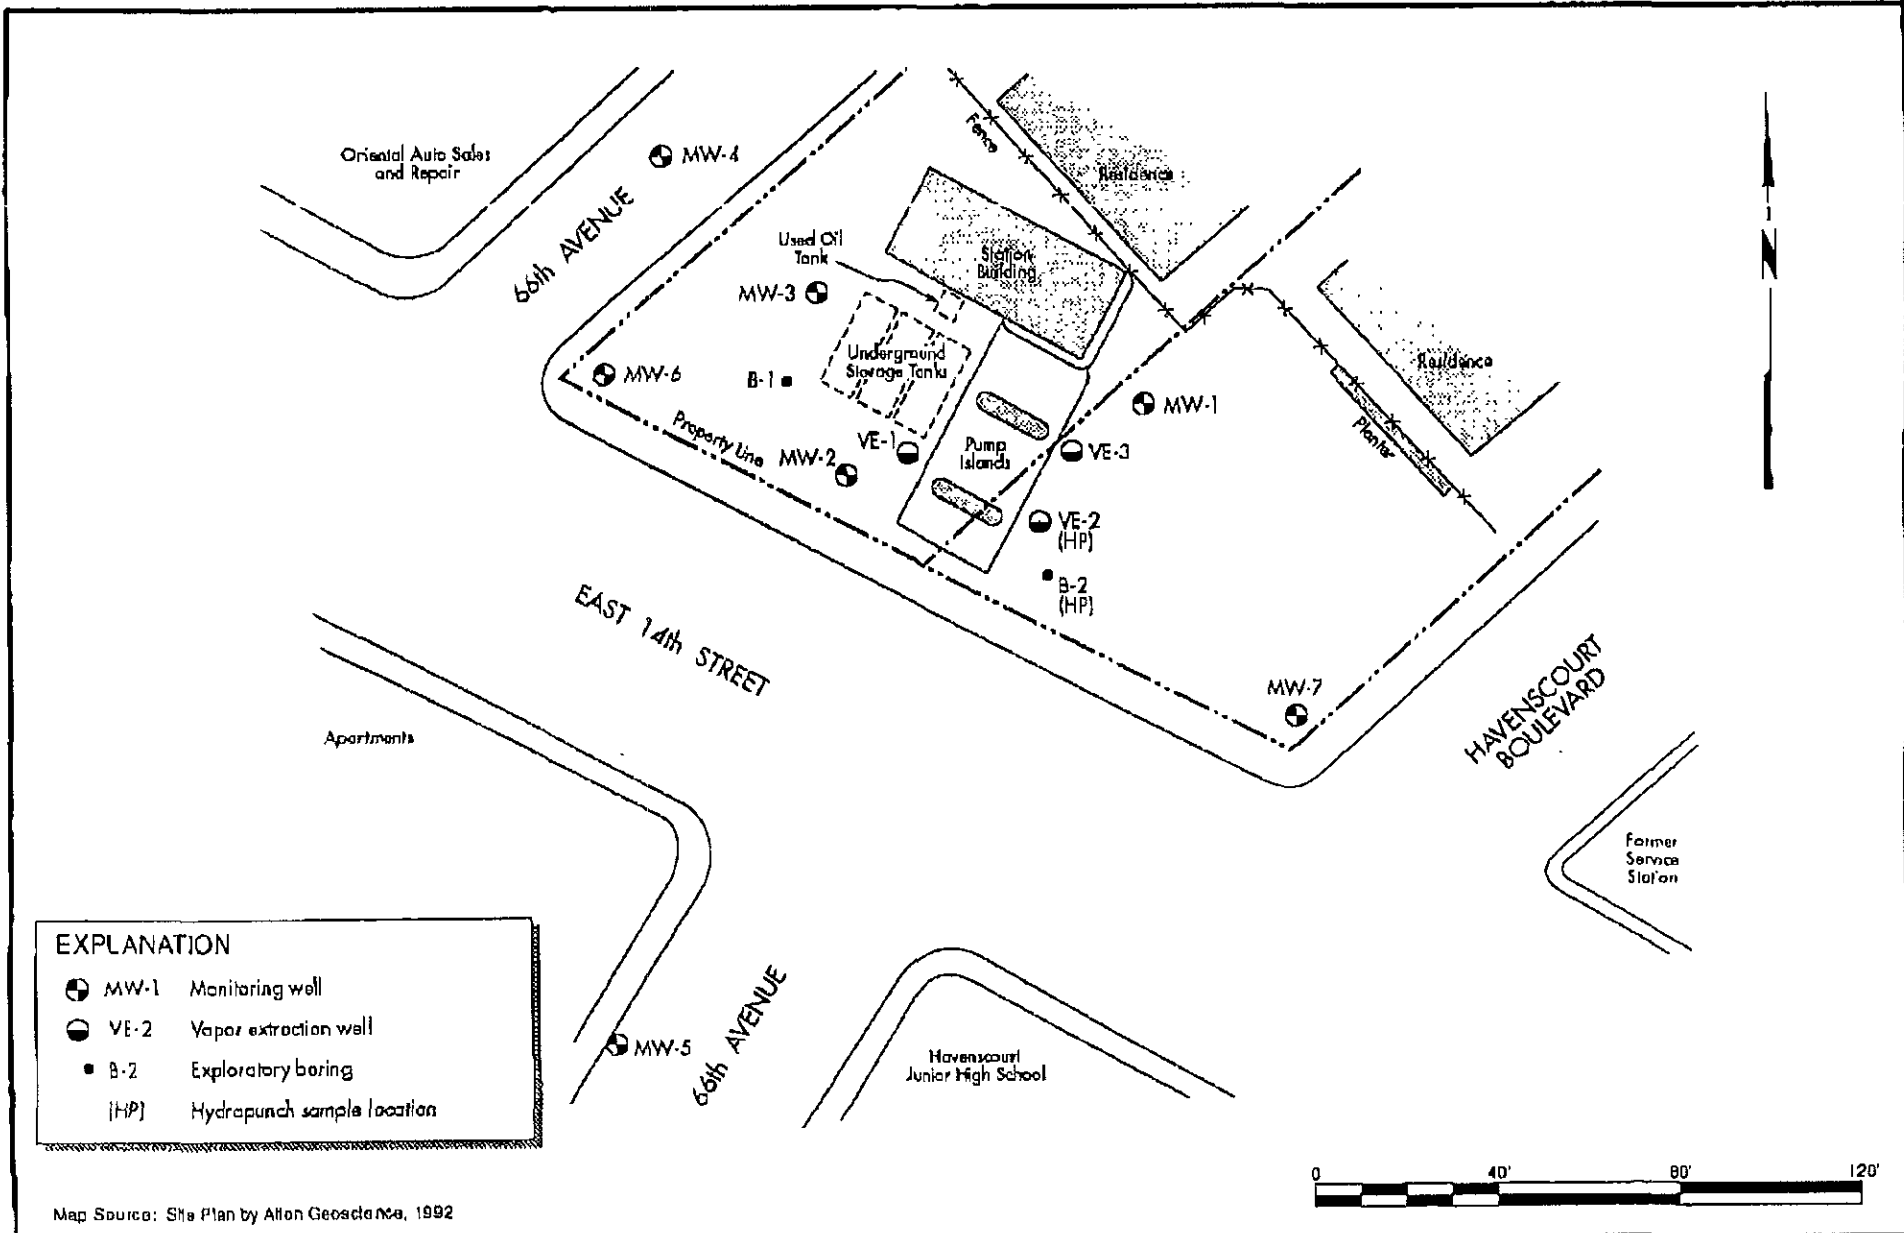 Oriental Auto Sales
and Repair
MW-4
66th AVENUE
Fence
Residence
Used Oil
Tank
Station
Building
MW-3
Underground
Storage Tanks
MW-6
B-1
MW-1
Residence
Planter
Property Line
VE-1
MW-2
Pump
Islands
VE-3
VE-2
(HP)
B-2
(HP)
N
EAST 14th STREET
MW-7
HAVENSCOURT
BOULEVARD
Apartments
Former
Service
Station
MW-5
66th AVENUE
Havenscourt
Junior High School
EXPLANATION
MW-1 Monitoring well
VE-2 Vapor extraction well
B-2 Exploratory boring
(HP) Hydropunch sample location
0 40' 80' 120'
Map Source: Site Plan by Alton Geoscience, 1992